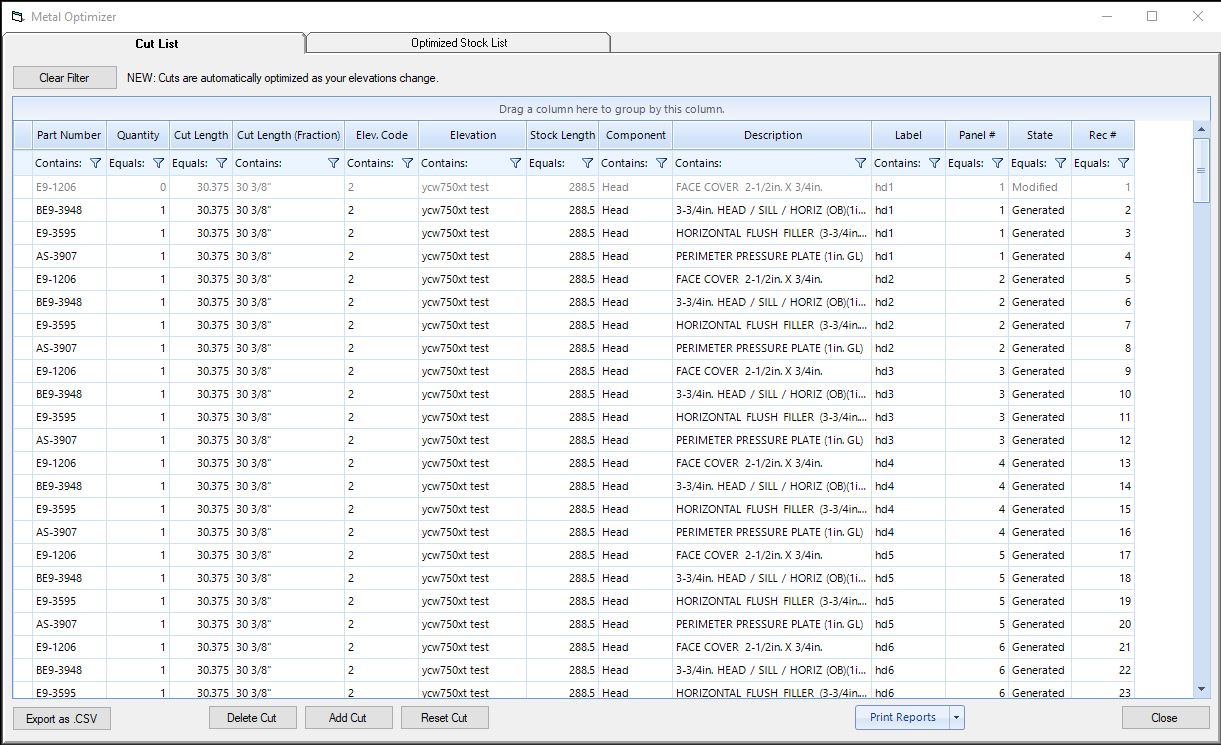 Metal Optimizer
Cut List Optimized Stock List
Clear Filter NEW: Cuts are automatically optimized as your elevations change.
Drag a column here to group by this column.
Part Number Quantity Cut Length Cut Length (Fraction) Elev. Code Elevation Stock Length Component Description Label Panel # State Rec #
Contains: Equals: Equals: Contains: Contains: Contains: Equals: Contains: Contains: Contains: Equals: Equals: Equals:
E9-1206 0 30.375 30 3/8" 2 ycw750xt test 288.5 Head FACE COVER 2-1/2in. X 3/4in. hd1 1 Modified 1
BE9-3948 1 30.375 30 3/8" 2 ycw750xt test 288.5 Head 3-3/4in. HEAD / SILL / HORIZ (OB)(1i... hd1 1 Generated 2
E9-3595 1 30.375 30 3/8" 2 ycw750xt test 288.5 Head HORIZONTAL FLUSH FILLER (3-3/4in.... hd1 1 Generated 3
AS-3907 1 30.375 30 3/8" 2 ycw750xt test 288.5 Head PERIMETER PRESSURE PLATE (1in. GL) hd1 1 Generated 4
E9-1206 1 30.375 30 3/8" 2 ycw750xt test 288.5 Head FACE COVER 2-1/2in. X 3/4in. hd2 2 Generated 5
BE9-3948 1 30.375 30 3/8" 2 ycw750xt test 288.5 Head 3-3/4in. HEAD / SILL / HORIZ (OB)(1i... hd2 2 Generated 6
E9-3595 1 30.375 30 3/8" 2 ycw750xt test 288.5 Head HORIZONTAL FLUSH FILLER (3-3/4in.... hd2 2 Generated 7
AS-3907 1 30.375 30 3/8" 2 ycw750xt test 288.5 Head PERIMETER PRESSURE PLATE (1in. GL) hd2 2 Generated 8
E9-1206 1 30.375 30 3/8" 2 ycw750xt test 288.5 Head FACE COVER 2-1/2in. X 3/4in. hd3 3 Generated 9
BE9-3948 1 30.375 30 3/8" 2 ycw750xt test 288.5 Head 3-3/4in. HEAD / SILL / HORIZ (OB)(1i... hd3 3 Generated 10
E9-3595 1 30.375 30 3/8" 2 ycw750xt test 288.5 Head HORIZONTAL FLUSH FILLER (3-3/4in.... hd3 3 Generated 11
AS-3907 1 30.375 30 3/8" 2 ycw750xt test 288.5 Head PERIMETER PRESSURE PLATE (1in. GL) hd3 3 Generated 12
E9-1206 1 30.375 30 3/8" 2 ycw750xt test 288.5 Head FACE COVER 2-1/2in. X 3/4in. hd4 4 Generated 13
BE9-3948 1 30.375 30 3/8" 2 ycw750xt test 288.5 Head 3-3/4in. HEAD / SILL / HORIZ (OB)(1i... hd4 4 Generated 14
E9-3595 1 30.375 30 3/8" 2 ycw750xt test 288.5 Head HORIZONTAL FLUSH FILLER (3-3/4in.... hd4 4 Generated 15
AS-3907 1 30.375 30 3/8" 2 ycw750xt test 288.5 Head PERIMETER PRESSURE PLATE (1in. GL) hd4 4 Generated 16
E9-1206 1 30.375 30 3/8" 2 ycw750xt test 288.5 Head FACE COVER 2-1/2in. X 3/4in. hd5 5 Generated 17
BE9-3948 1 30.375 30 3/8" 2 ycw750xt test 288.5 Head 3-3/4in. HEAD / SILL / HORIZ (OB)(1i... hd5 5 Generated 18
E9-3595 1 30.375 30 3/8" 2 ycw750xt test 288.5 Head HORIZONTAL FLUSH FILLER (3-3/4in.... hd5 5 Generated 19
AS-3907 1 30.375 30 3/8" 2 ycw750xt test 288.5 Head PERIMETER PRESSURE PLATE (1in. GL) hd5 5 Generated 20
E9-1206 1 30.375 30 3/8" 2 ycw750xt test 288.5 Head FACE COVER 2-1/2in. X 3/4in. hd6 6 Generated 21
BE9-3948 1 30.375 30 3/8" 2 ycw750xt test 288.5 Head 3-3/4in. HEAD / SILL / HORIZ (OB)(1i... hd6 6 Generated 22
E9-3595 1 30.375 30 3/8" 2 ycw750xt test 288.5 Head HORIZONTAL FLUSH FILLER (3-3/4in.... hd6 6 Generated 23
Export as .CSV Delete Cut Add Cut Reset Cut Print Reports Close